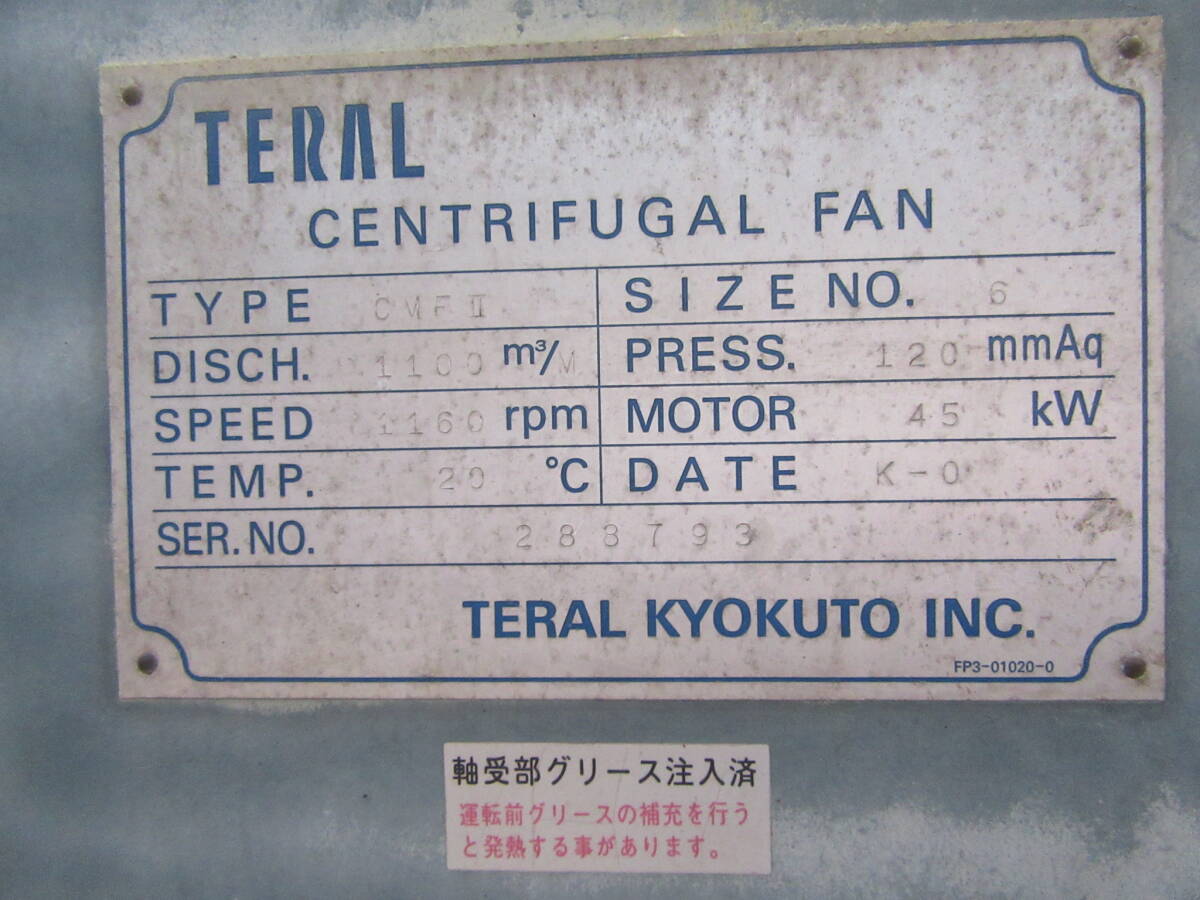 TERAL
CENTRIFUGAL FAN
TYPE CMFⅡ SIZE NO. 6
DISCH. 1100 m³/M PRESS. 120 mmAq
SPEED 1160 rpm MOTOR 45 kW
TEMP. 20 ℃ DATE K-0
SER. NO. 283793
TERAL KYOKUTO INC.
FP3-01020-0
軸受部グリース注入済
運転前グリースの補充を行う
と発熱する事があります。